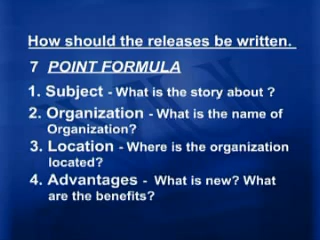 How should the releases be written.
7 POINT FORMULA
1. Subject - What is the story about ?
2. Organization - What is the name of
Organization?
3. Location - Where is the organization
located?
4. Advantages - What is new? What
are the benefits?